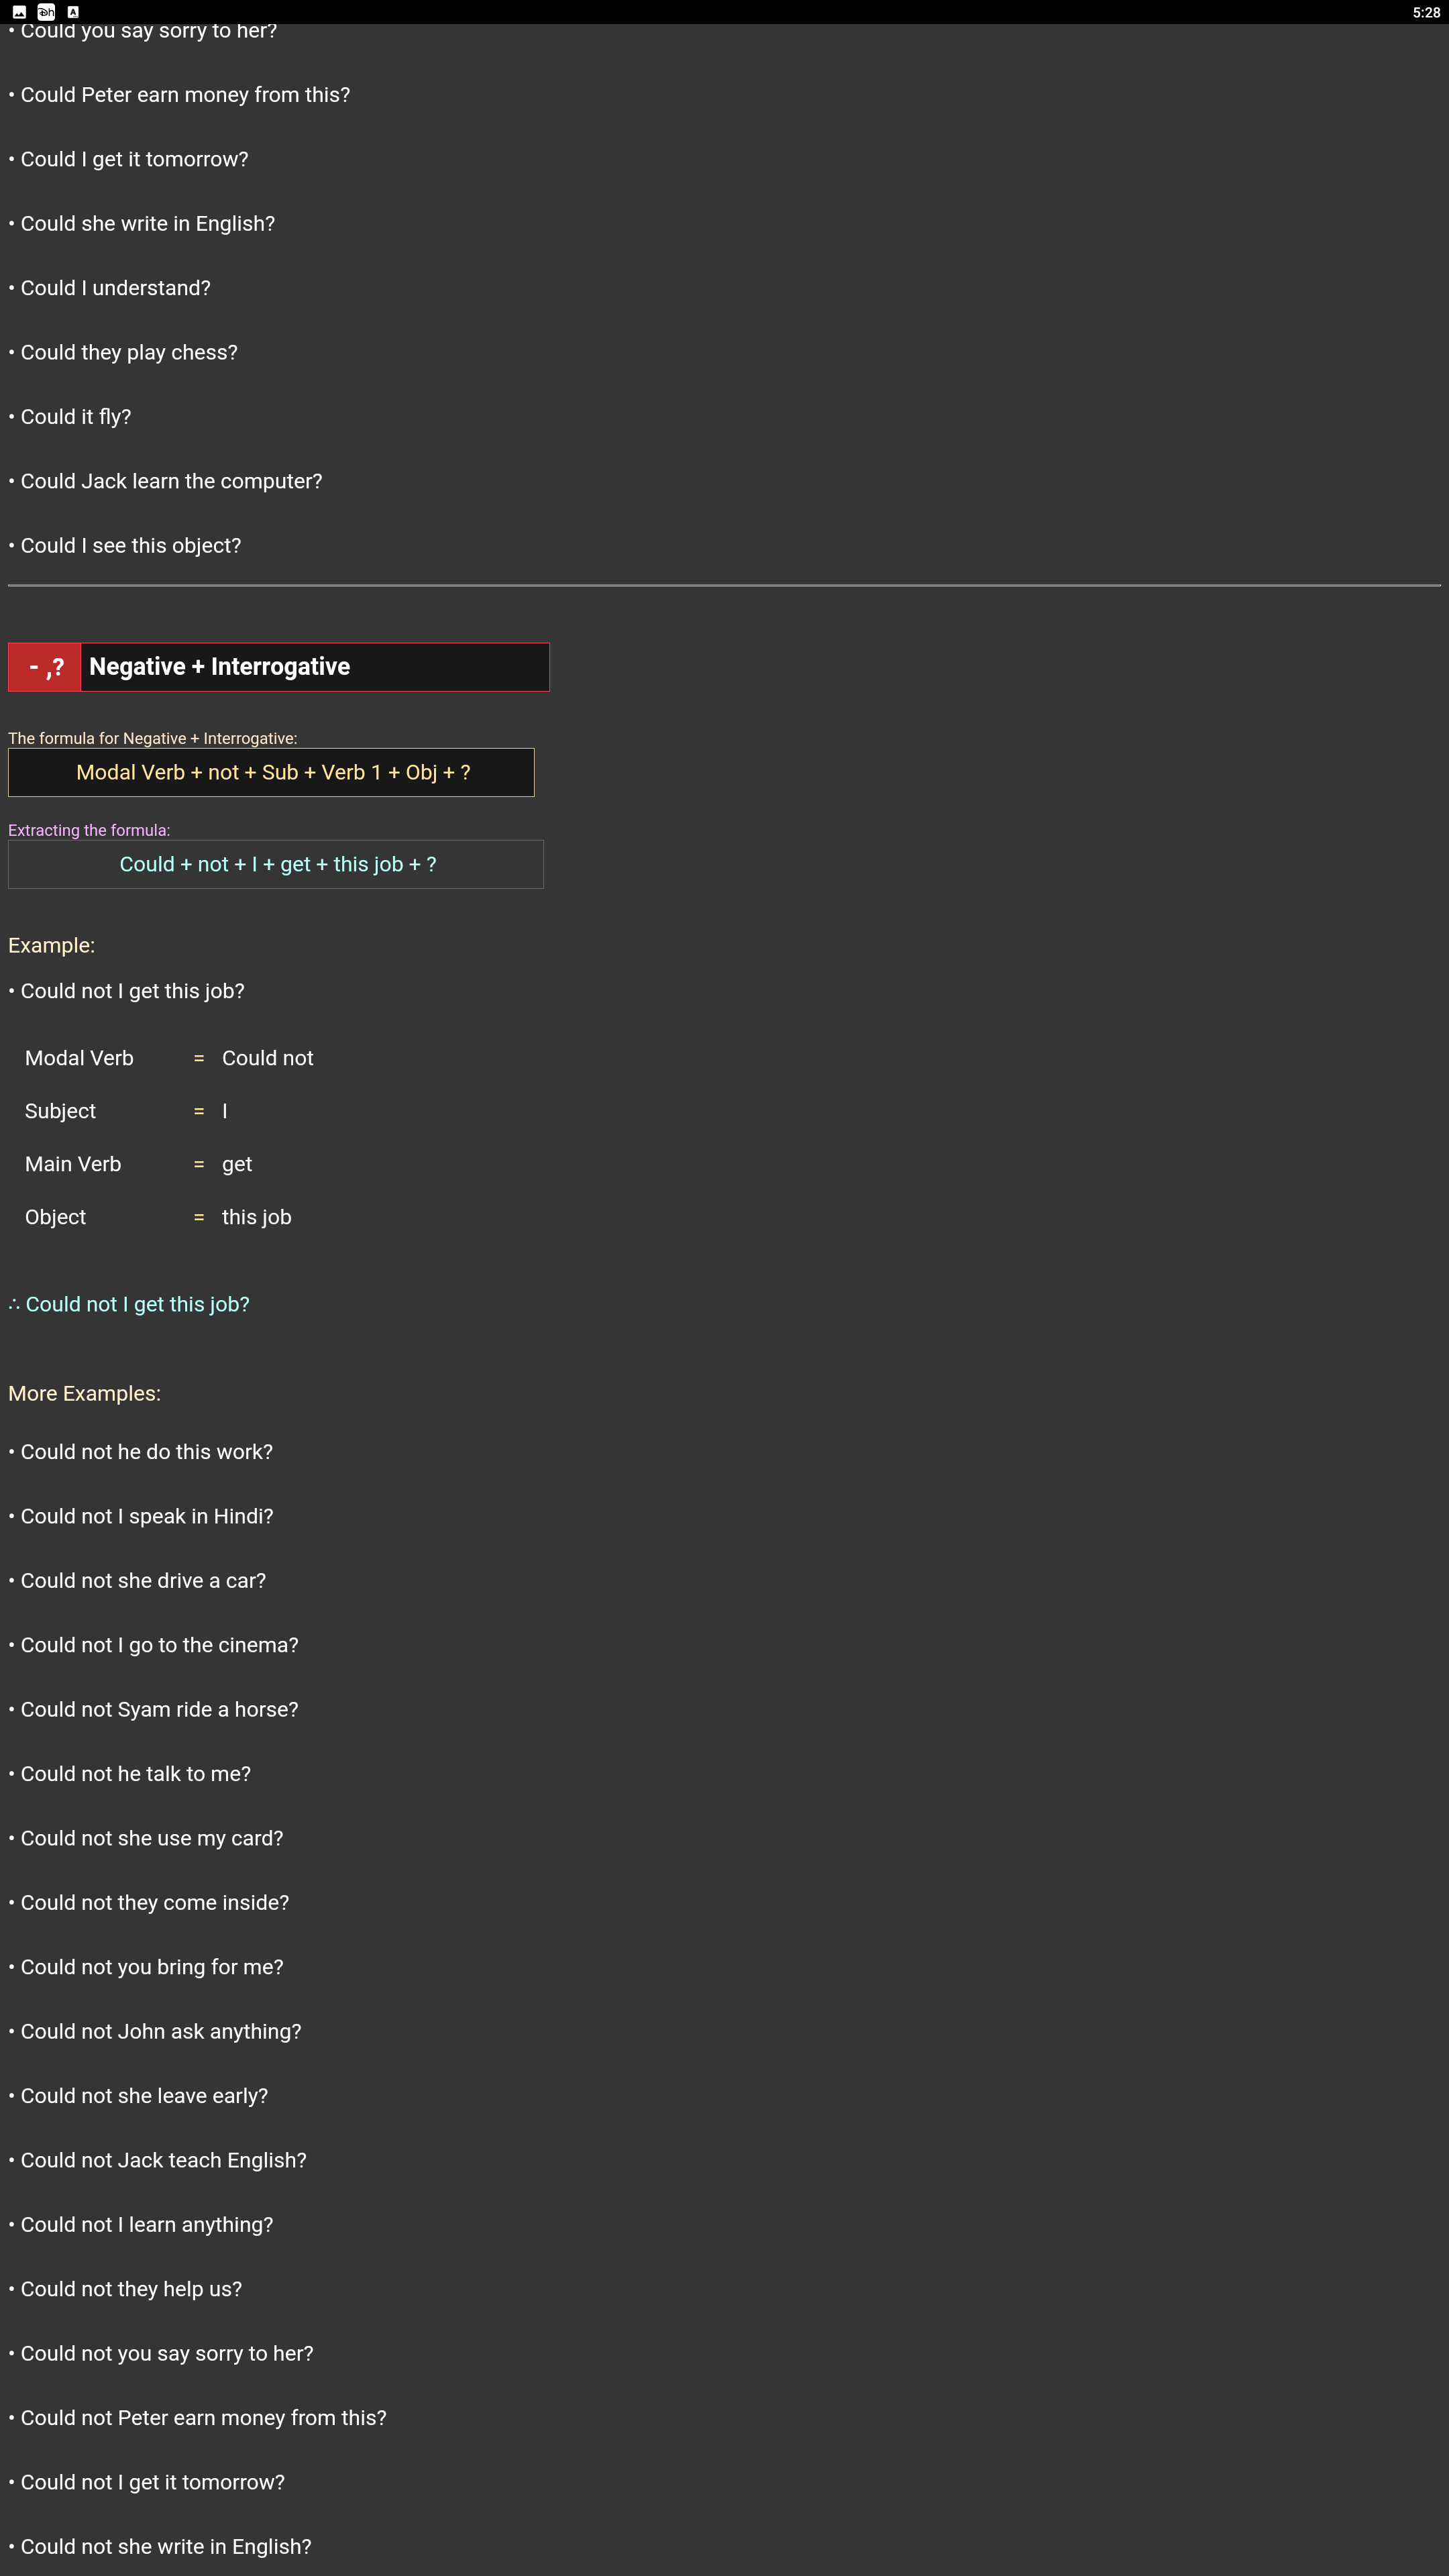 5:28
• Could you say sorry to her?
• Could Peter earn money from this?
• Could I get it tomorrow?
• Could she write in English?
• Could I understand?
• Could they play chess?
• Could it fly?
• Could Jack learn the computer?
• Could I see this object?
- ,? Negative + Interrogative
The formula for Negative + Interrogative:
Modal Verb + not + Sub + Verb 1 + Obj + ?
Extracting the formula:
Could + not + I + get + this job + ?
Example:
• Could not I get this job?
Modal Verb = Could not
Subject = I
Main Verb = get
Object = this job
∴ Could not I get this job?
More Examples:
• Could not he do this work?
• Could not I speak in Hindi?
• Could not she drive a car?
• Could not I go to the cinema?
• Could not Syam ride a horse?
• Could not he talk to me?
• Could not she use my card?
• Could not they come inside?
• Could not you bring for me?
• Could not John ask anything?
• Could not she leave early?
• Could not Jack teach English?
• Could not I learn anything?
• Could not they help us?
• Could not you say sorry to her?
• Could not Peter earn money from this?
• Could not I get it tomorrow?
• Could not she write in English?